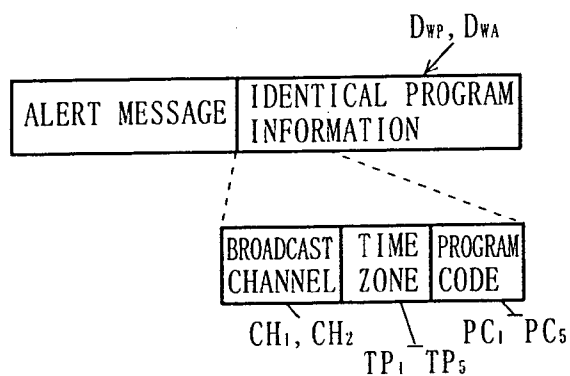 DWP, DWA
ALERT MESSAGE
IDENTICAL PROGRAM
INFORMATION
BROADCAST
CHANNEL
TIME
ZONE
PROGRAM
CODE
CH1, CH2
TP1 – TP5
PC1 – PC5